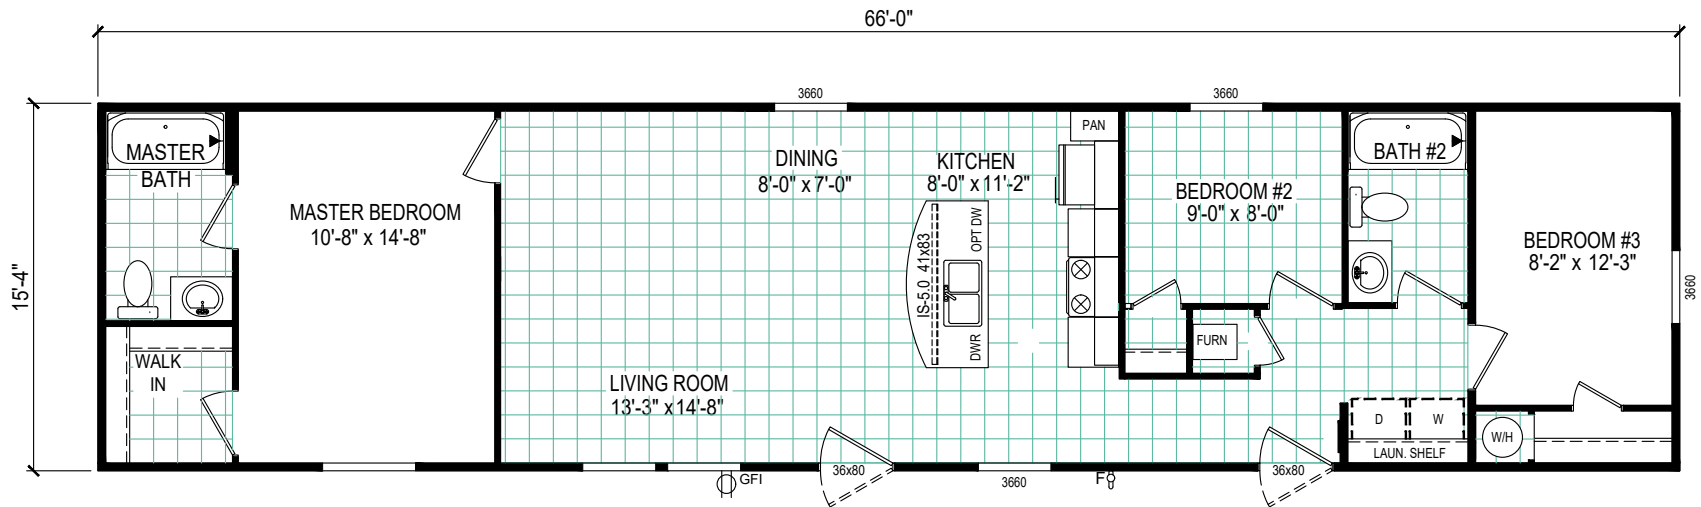 66'-0"
15'-4"
3660
3660
MASTER
BATH
MASTER BEDROOM
10'-8" x 14'-8"
WALK
IN
DINING
8'-0" x 7'-0"
KITCHEN
8'-0" x 11'-2"
PAN
IS-5.0 41x83
OPT DW
DWR
LIVING ROOM
13'-3" x 14'-8"
BEDROOM #2
9'-0" x 8'-0"
BATH #2
BEDROOM #3
8'-2" x 12'-3"
3660
FURN
D
W
LAUN. SHELF
W/H
36x80
36x80
GFI
3660
F